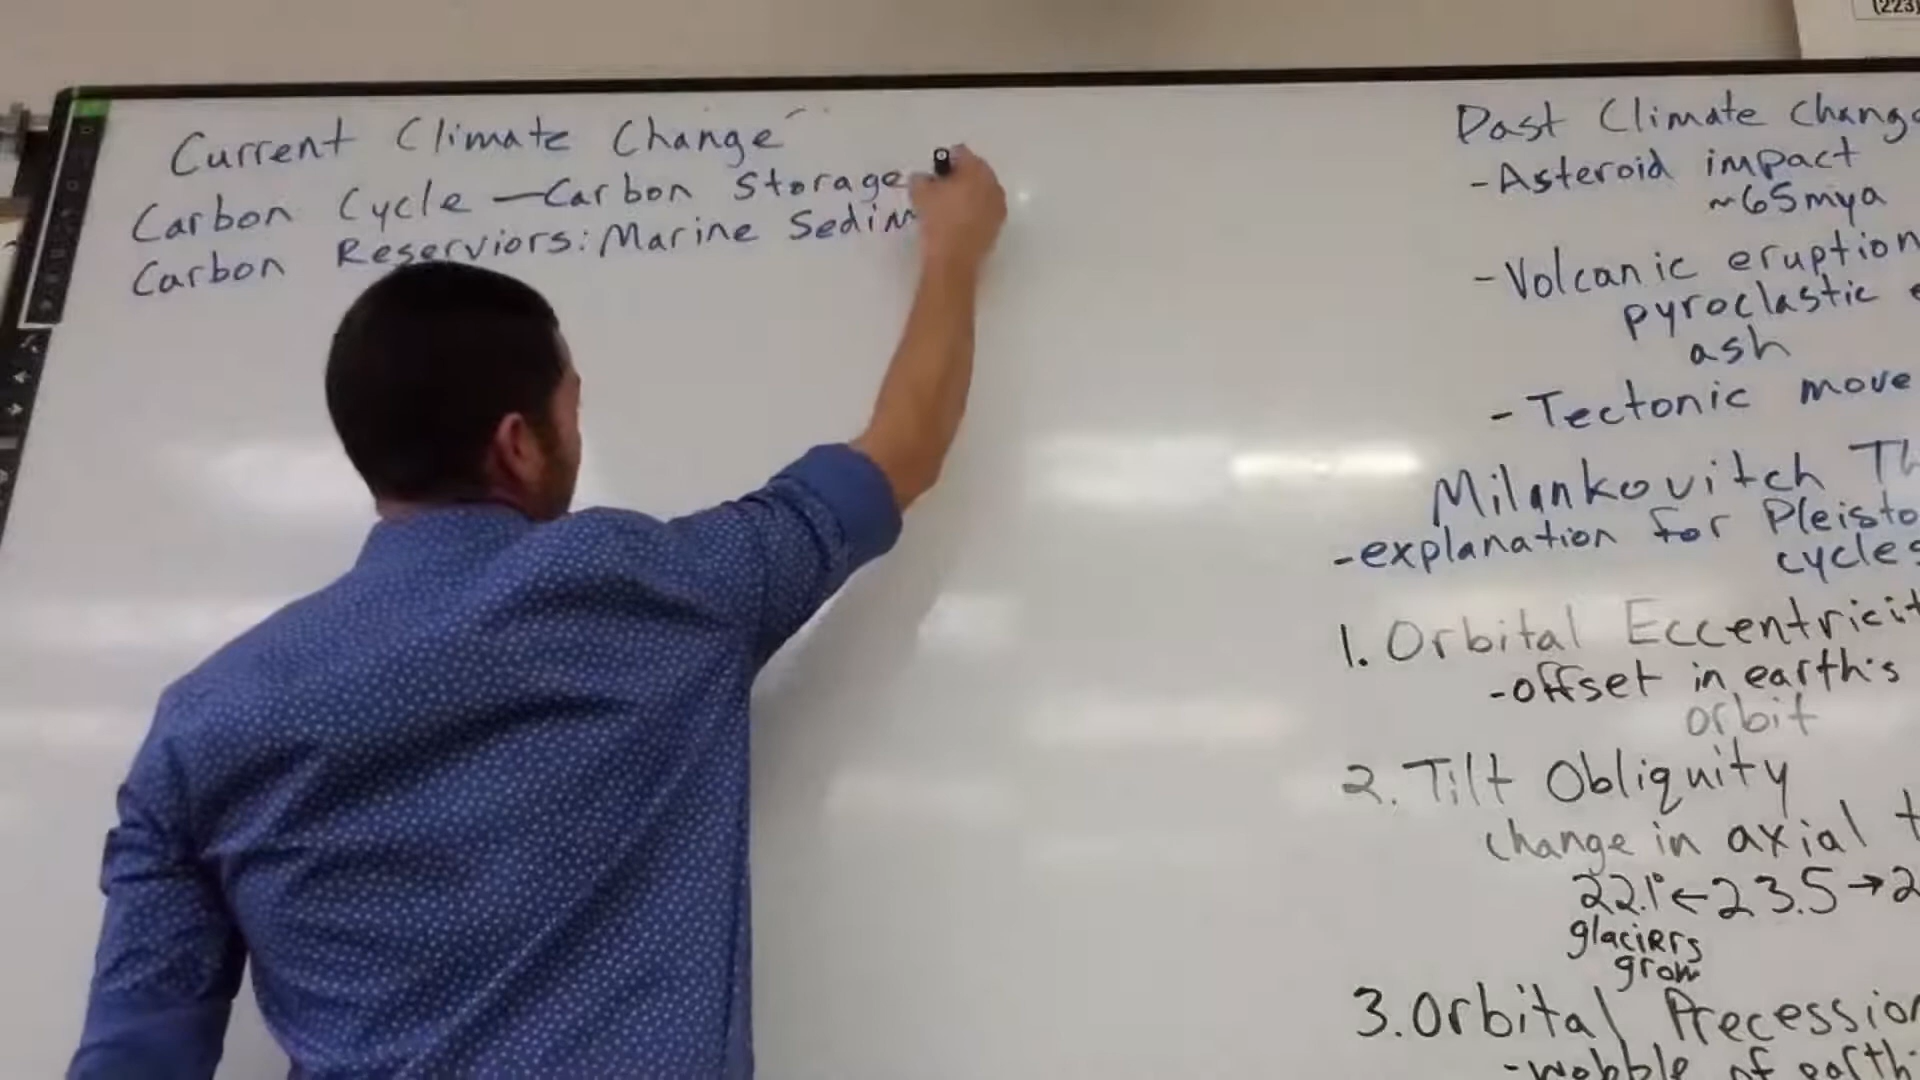 Current Climate Change
Carbon Cycle - Carbon Storage
Carbon Reserviors: Marine Sedim
(223)
Past Climate Chang
- Asteroid impact
~65mya
- Volcanic eruption
pyroclastic
ash
- Tectonic move
Milankovitch Th
- explanation for Pleisto
cycles
1. Orbital Eccentricit
- offset in earth's
orbit
2. Tilt Obliquity
change in axial t
22.1° ← 23.5 → 2
glaciers
grow
3. Orbital Precession
- wobble of earth's